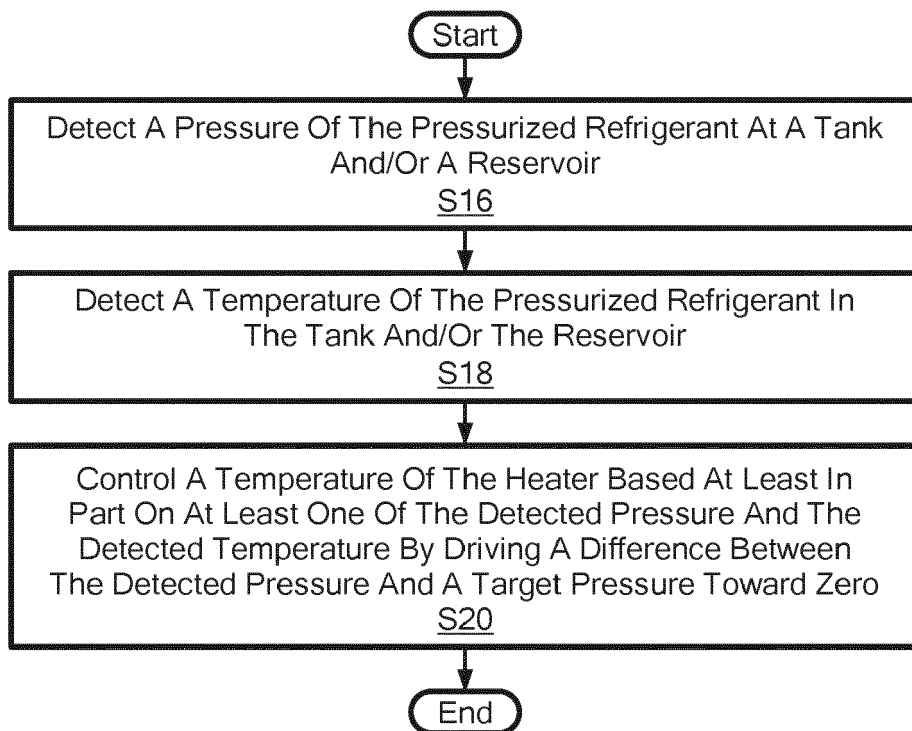 Start
Detect A Pressure Of The Pressurized Refrigerant At A Tank
And/Or A Reservoir
S16
Detect A Temperature Of The Pressurized Refrigerant In
The Tank And/Or The Reservoir
S18
Control A Temperature Of The Heater Based At Least In
Part On At Least One Of The Detected Pressure And The
Detected Temperature By Driving A Difference Between
The Detected Pressure And A Target Pressure Toward Zero
S20
End